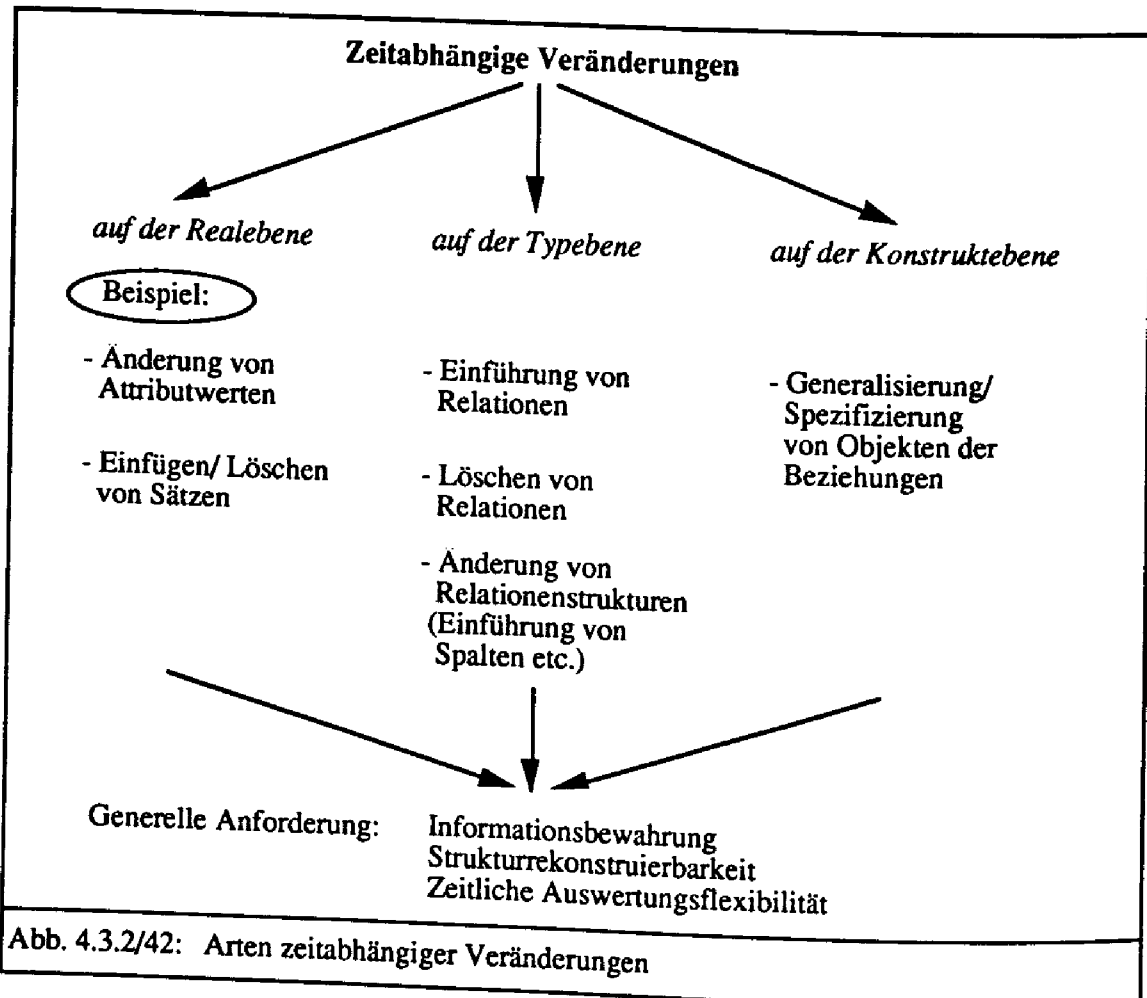 Zeitabhängige Veränderungen
auf der Realebene
auf der Typebene
auf der Konstruktebene
Beispiel:
- Änderung von
Attributwerten
- Einfügen/ Löschen
von Sätzen
- Einführung von
Relationen
- Löschen von
Relationen
- Änderung von
Relationenstrukturen
(Einführung von
Spalten etc.)
- Generalisierung/
Spezifizierung
von Objekten der
Beziehungen
Generelle Anforderung:
Informationsbewahrung
Strukturrekonstruierbarkeit
Zeitliche Auswertungsflexibilität
Abb. 4.3.2/42: Arten zeitabhängiger Veränderungen